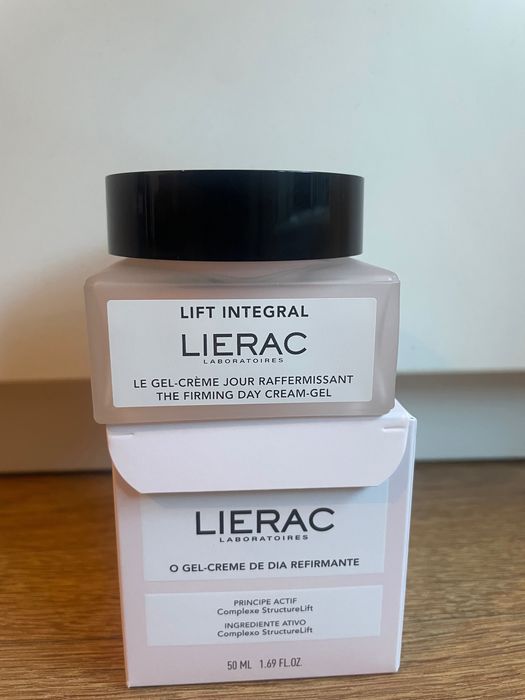 LIFT INTEGRAL
LIERAC
LABORATOIRES
LE GEL-CRÈME JOUR RAFFERMISSANT
THE FIRMING DAY CREAM-GEL
LIERAC
LABORATOIRES
O GEL-CREME DE DIA REFIRMANTE
PRINCIPE ACTIF
Complexe StructureLift
INGREDIENTE ATIVO
Complexo StructureLift
50 ML 1.69 FL.OZ.